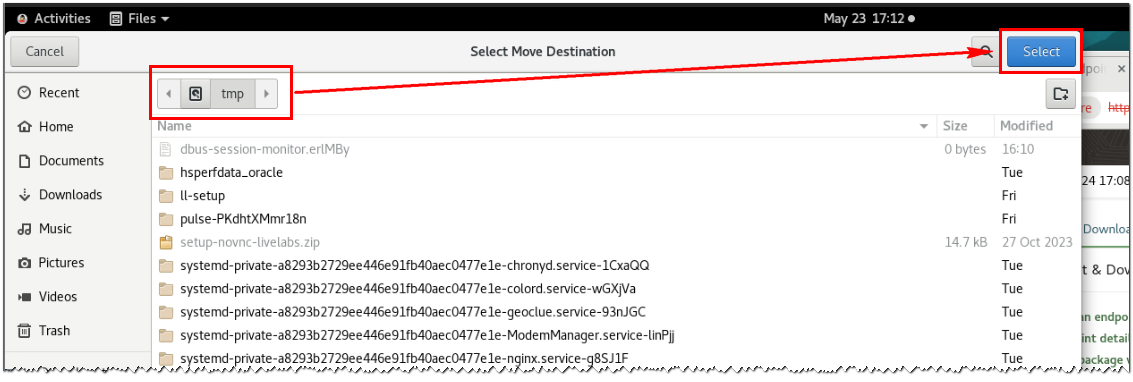 Activities Files May 23 17:12
Cancel Select Move Destination Select
tmp
Recent
Home
Documents
Downloads
Music
Pictures
Videos
Trash
Name Size Modified
dbus-session-monitor.erlMBy 0 bytes 16:10
hsperfdata_oracle Tue
ll-setup Fri
pulse-PKdhtXMmr18n Fri
setup-novnc-livelabs.zip 14.7 kB 27 Oct 2023
systemd-private-a8293b2729ee446e91fb40aec0477e1e-chronyd.service-1CxaQQ Tue
systemd-private-a8293b2729ee446e91fb40aec0477e1e-colord.service-wGXjVa Tue
systemd-private-a8293b2729ee446e91fb40aec0477e1e-geoclue.service-93nJGC Tue
systemd-private-a8293b2729ee446e91fb40aec0477e1e-ModemManager.service-linPjj Tue
systemd-private-a8293b2729ee446e91fb40aec0477e1e-nginx.service-g8SJ1F Tue
24 17:08
Downloa
t & Dow
an endpo
int detai
package v